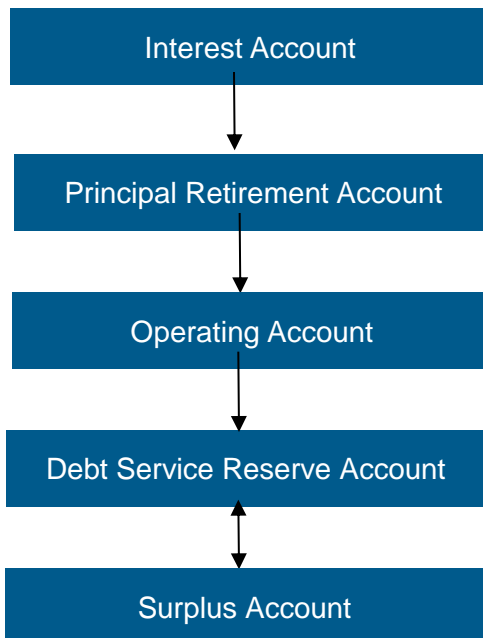 Interest Account
Principal Retirement Account
Operating Account
Debt Service Reserve Account
Surplus Account